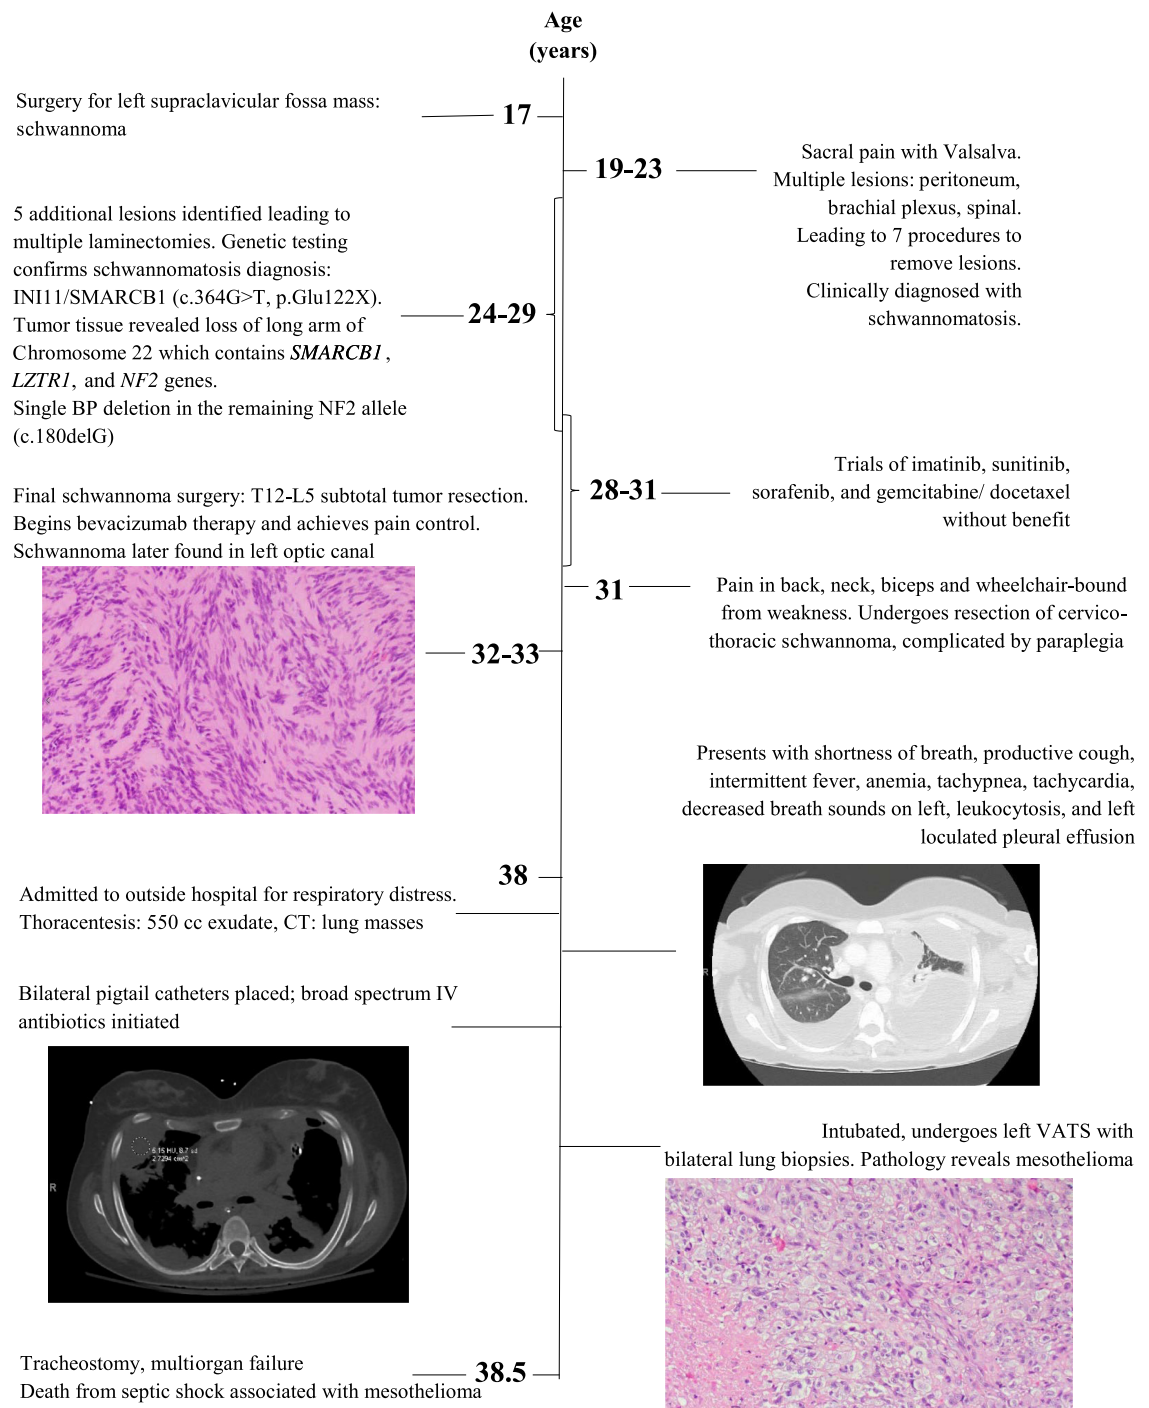 Age
(years)
Surgery for left supraclavicular fossa mass:
schwannoma
17
19-23
Sacral pain with Valsalva.
Multiple lesions: peritoneum,
brachial plexus, spinal.
Leading to 7 procedures to
remove lesions.
Clinically diagnosed with
schwannomatosis.
5 additional lesions identified leading to
multiple laminectomies. Genetic testing
confirms schwannomatosis diagnosis:
INI11/SMARCB1 (c.364G>T, p.Glu122X).
Tumor tissue revealed loss of long arm of
Chromosome 22 which contains SMARCB1,
LZTR1, and NF2 genes.
Single BP deletion in the remaining NF2 allele
(c.180delG)
24-29
28-31
Trials of imatinib, sunitinib,
sorafenib, and gemcitabine/ docetaxel
without benefit
Final schwannoma surgery: T12-L5 subtotal tumor resection.
Begins bevacizumab therapy and achieves pain control.
Schwannoma later found in left optic canal
31
Pain in back, neck, biceps and wheelchair-bound
from weakness. Undergoes resection of cervico-
thoracic schwannoma, complicated by paraplegia
32-33
Presents with shortness of breath, productive cough,
intermittent fever, anemia, tachypnea, tachycardia,
decreased breath sounds on left, leukocytosis, and left
loculated pleural effusion
38
Admitted to outside hospital for respiratory distress.
Thoracentesis: 550 cc exudate, CT: lung masses
R
Bilateral pigtail catheters placed; broad spectrum IV
antibiotics initiated
R
Intubated, undergoes left VATS with
bilateral lung biopsies. Pathology reveals mesothelioma
Tracheostomy, multiorgan failure
Death from septic shock associated with mesothelioma
38.5